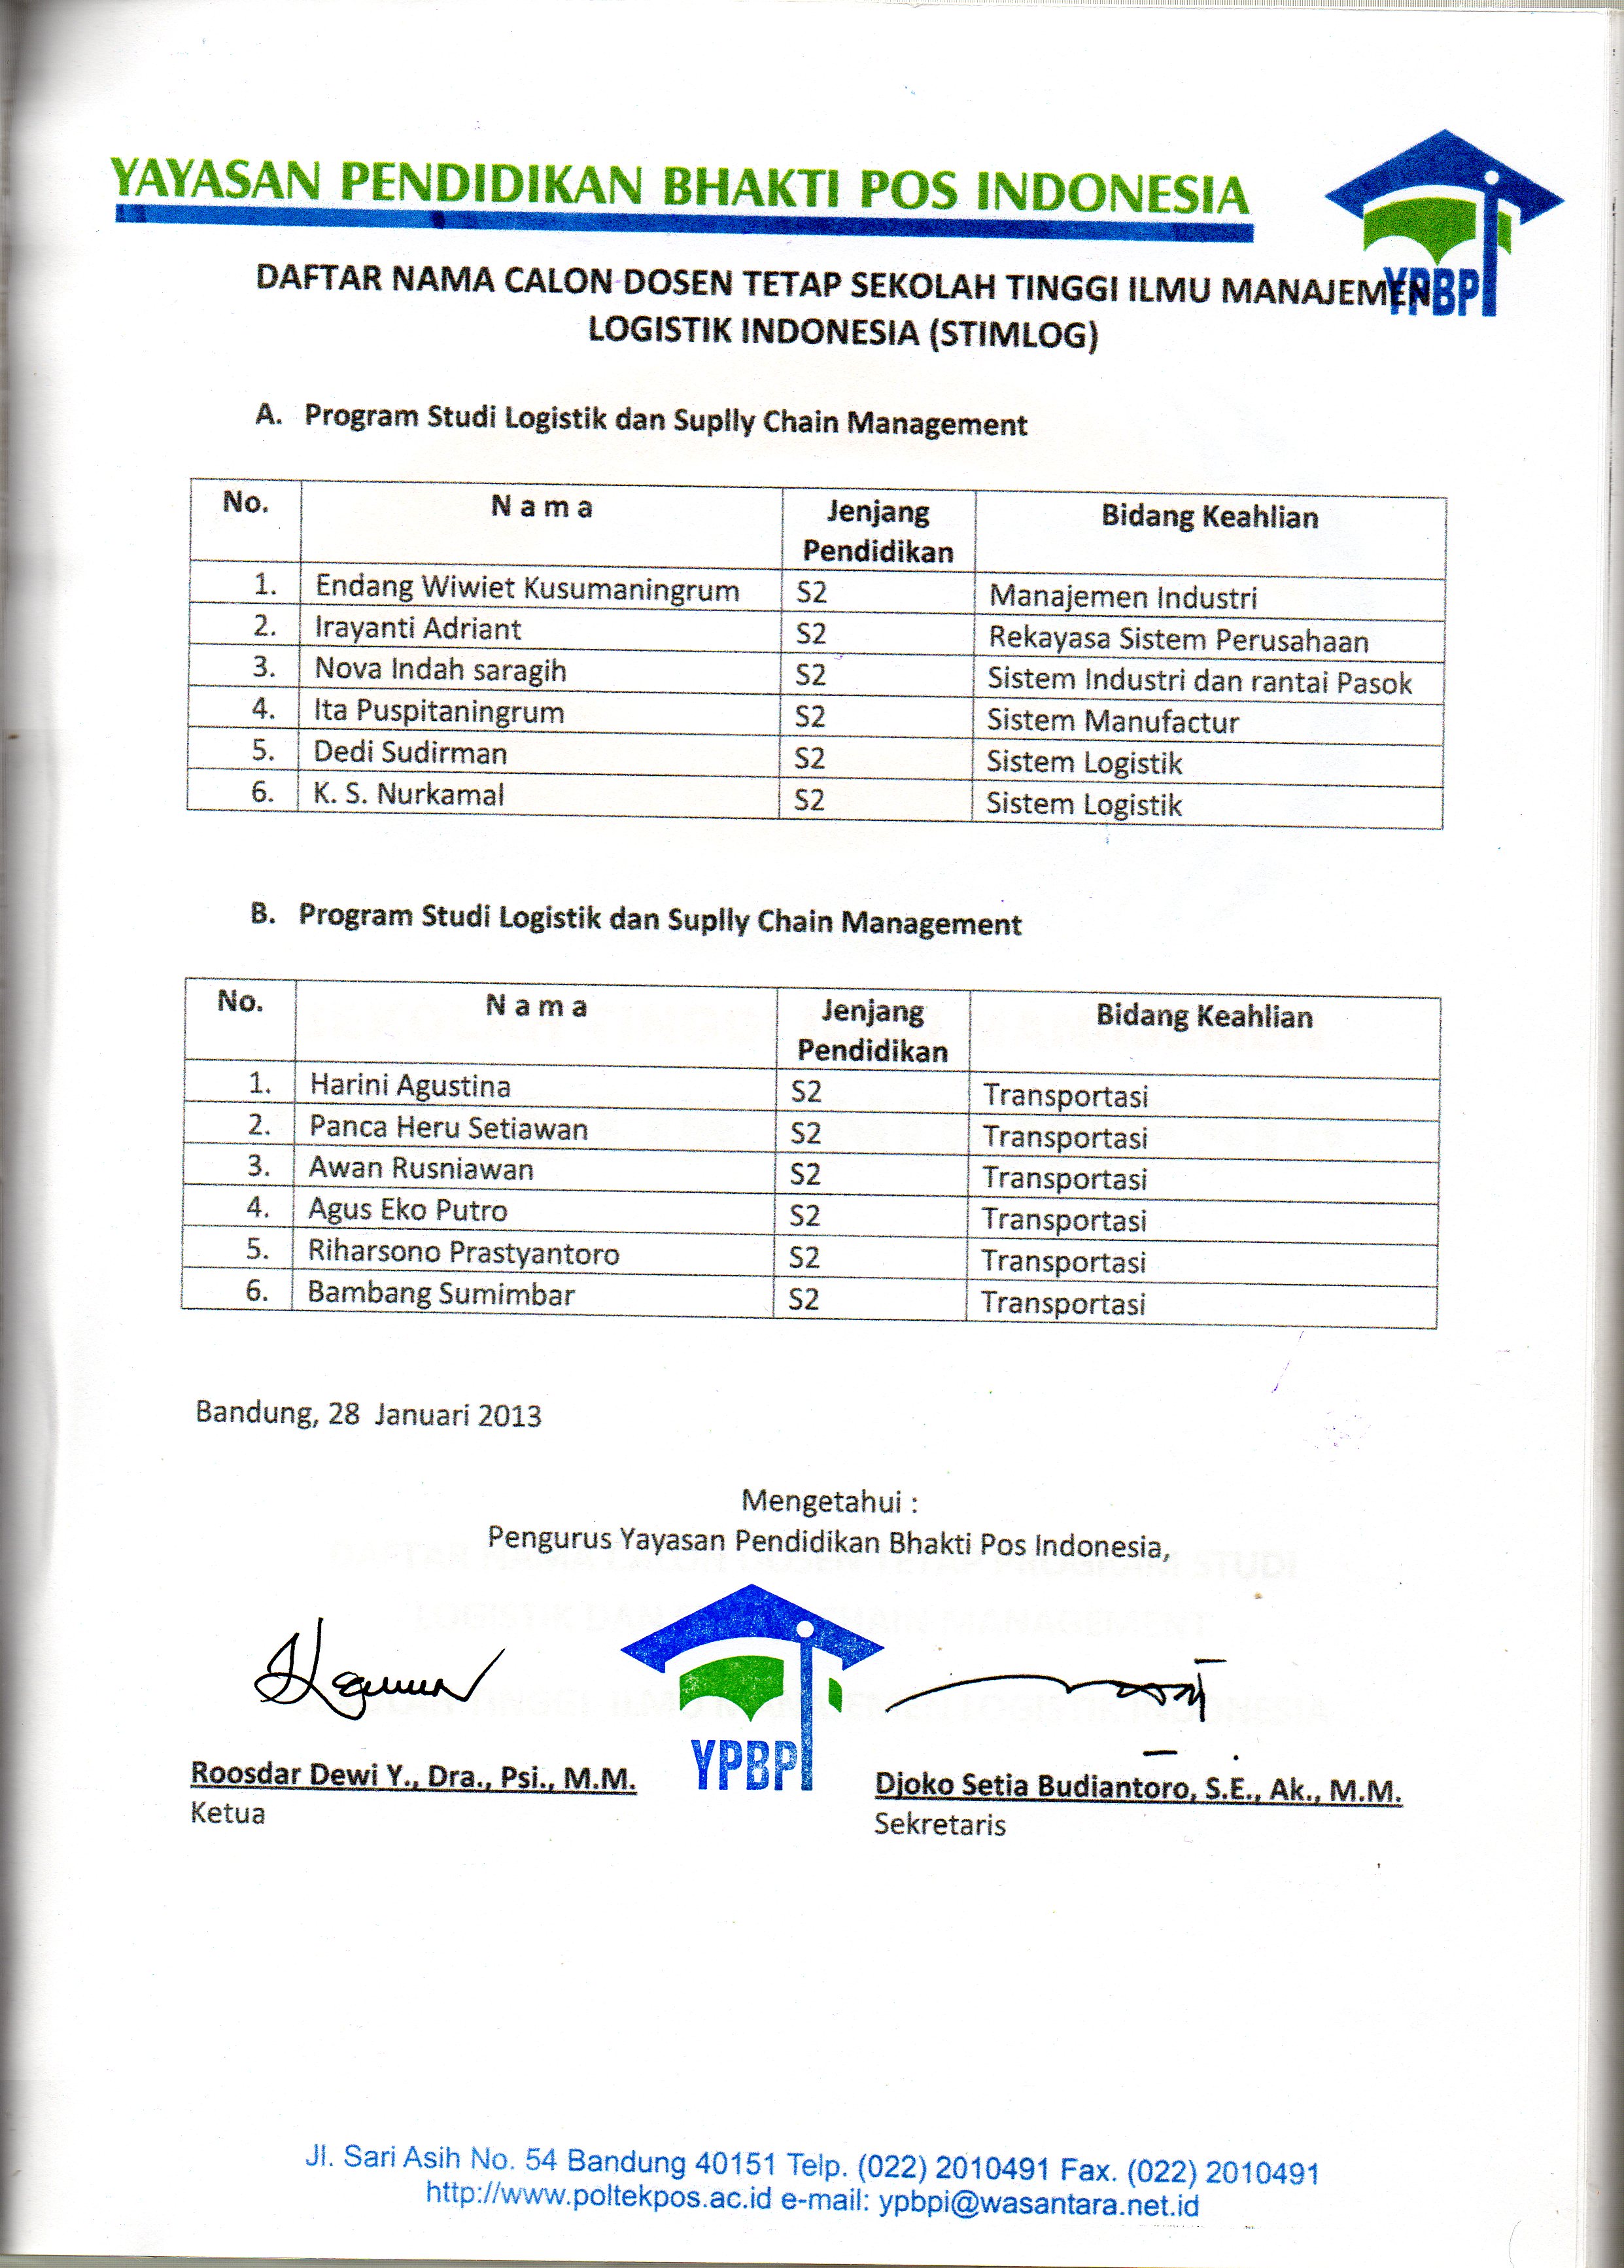 YAYASAN PENDIDIKAN BHAKTI POS INDONESIA
YPBPI
DAFTAR NAMA CALON DOSEN TETAP SEKOLAH TINGGI ILMU MANAJEMEN
LOGISTIK INDONESIA (STIMLOG)
A. Program Studi Logistik dan Suplly Chain Management
No. N a m a Jenjang Pendidikan Bidang Keahlian
1. Endang Wiwiet Kusumaningrum S2 Manajemen Industri
2. Irayanti Adriant S2 Rekayasa Sistem Perusahaan
3. Nova Indah saragih S2 Sistem Industri dan rantai Pasok
4. Ita Puspitaningrum S2 Sistem Manufactur
5. Dedi Sudirman S2 Sistem Logistik
6. K. S. Nurkamal S2 Sistem Logistik
B. Program Studi Logistik dan Suplly Chain Management
No. N a m a Jenjang Pendidikan Bidang Keahlian
1. Harini Agustina S2 Transportasi
2. Panca Heru Setiawan S2 Transportasi
3. Awan Rusniawan S2 Transportasi
4. Agus Eko Putro S2 Transportasi
5. Riharsono Prastyantoro S2 Transportasi
6. Bambang Sumimbar S2 Transportasi
Bandung, 28 Januari 2013
Mengetahui :
Pengurus Yayasan Pendidikan Bhakti Pos Indonesia,
YPBPI
Roosdar Dewi Y., Dra., Psi., M.M. Djoko Setia Budiantoro, S.E., Ak., M.M.
Ketua Sekretaris
Jl. Sari Asih No. 54 Bandung 40151 Telp. (022) 2010491 Fax. (022) 2010491
http://www.poltekpos.ac.id e-mail: ypbpi@wasantara.net.id